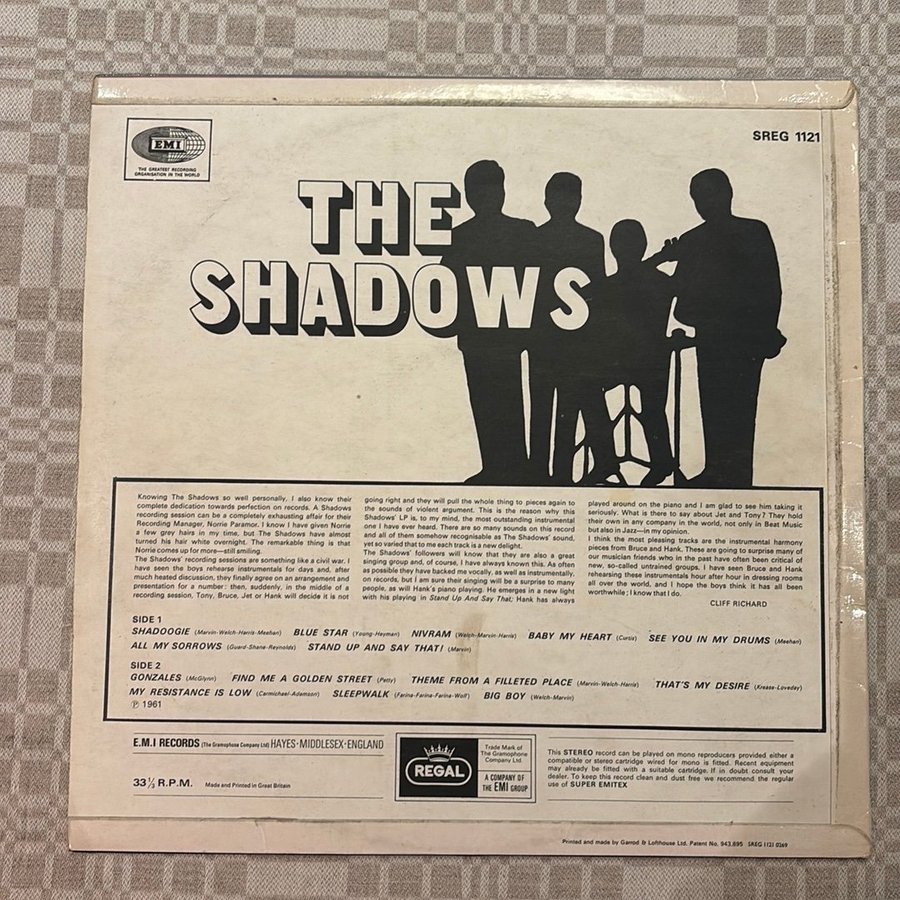 EMI
THE GREATEST RECORDING
ORGANISATION IN THE WORLD
SREG 1121
THE
SHADOWS
Knowing The Shadows so well personally, I also know their
complete dedication towards perfection on records. A Shadows
recording session can be a completely exhausting affair for their
Recording Manager, Norrie Paramor. I know I have given Norrie
a few grey hairs in my time, but The Shadows have almost
turned his hair white overnight. The remarkable thing is that
Norrie comes up for more—still smiling.
The Shadows' recording sessions are something like a civil war. I
have seen the boys rehearse instrumentals for days and, after
much heated discussion, they finally agree on an arrangement and
presentation for a number: then, suddenly, in the middle of a
recording session, Tony, Bruce, Jet or Hank will decide it is not
going right and they will pull the whole thing to pieces again to
the sounds of violent argument. This is the reason why this
Shadows' LP is, to my mind, the most outstanding instrumental
one I have ever heard. There are so many sounds on this record
and all of them somehow recognisable as The Shadows' sound,
yet so varied that to me each track is a new delight.
The Shadows' followers will know that they are also a great
singing group and, of course, I have always known this. As often
as possible they have backed me vocally, as well as instrumentally,
on records, but I am sure their singing will be a surprise to many
people, as will Hank's piano playing. He emerges in a new light
with his playing in Stand Up And Say That; Hank has always
played around on the piano and I am glad to see him taking it
seriously. What is there to say about Jet and Tony? They hold
their own in any company in the world, not only in Beat Music
but also in Jazz—in my opinion.
I think the most pleasing tracks are the instrumental harmony
pieces from Bruce and Hank. These are going to surprise many of
our musician friends who in the past have often been critical of
new, so-called untrained groups. I have seen Bruce and Hank
rehearsing these instrumentals hour after hour in dressing rooms
all over the world, and I hope the boys think it has all been
worthwhile; I know that I do.
CLIFF RICHARD
SIDE 1
SHADOOGIE (Marvin-Welch-Harris-Meehan) BLUE STAR (Young-Heyman) NIVRAM (Welch-Marvin-Harris) BABY MY HEART (Curtis) SEE YOU IN MY DRUMS (Meehan)
ALL MY SORROWS (Guard-Shane-Reynolds) STAND UP AND SAY THAT! (Marvin)
SIDE 2
GONZALES (McGlynn) FIND ME A GOLDEN STREET (Petty) THEME FROM A FILLETED PLACE (Marvin-Welch-Harris) THAT'S MY DESIRE (Kresa-Loveday)
MY RESISTANCE IS LOW (Carmichael-Adamson) SLEEPWALK (Farina-Farina-Farina-Wolf) BIG BOY (Welch-Marvin)
℗ 1961
E.M.I RECORDS (The Gramophone Company Ltd) HAYES · MIDDLESEX · ENGLAND
33⅓ R.P.M. Made and Printed in Great Britain
REGAL
Trade Mark of
The Gramophone
Company Ltd.
A COMPANY OF
THE EMI GROUP
This STEREO record can be played on mono reproducers provided either a
compatible or stereo cartridge wired for mono is fitted. Recent equipment
may already be fitted with a suitable cartridge. If in doubt consult your
dealer. To keep this record clean and dust free we recommend the regular
use of SUPER EMITEX
Printed and made by Garrod & Lofthouse Ltd. Patent No. 943,895 SREG 1121 0269